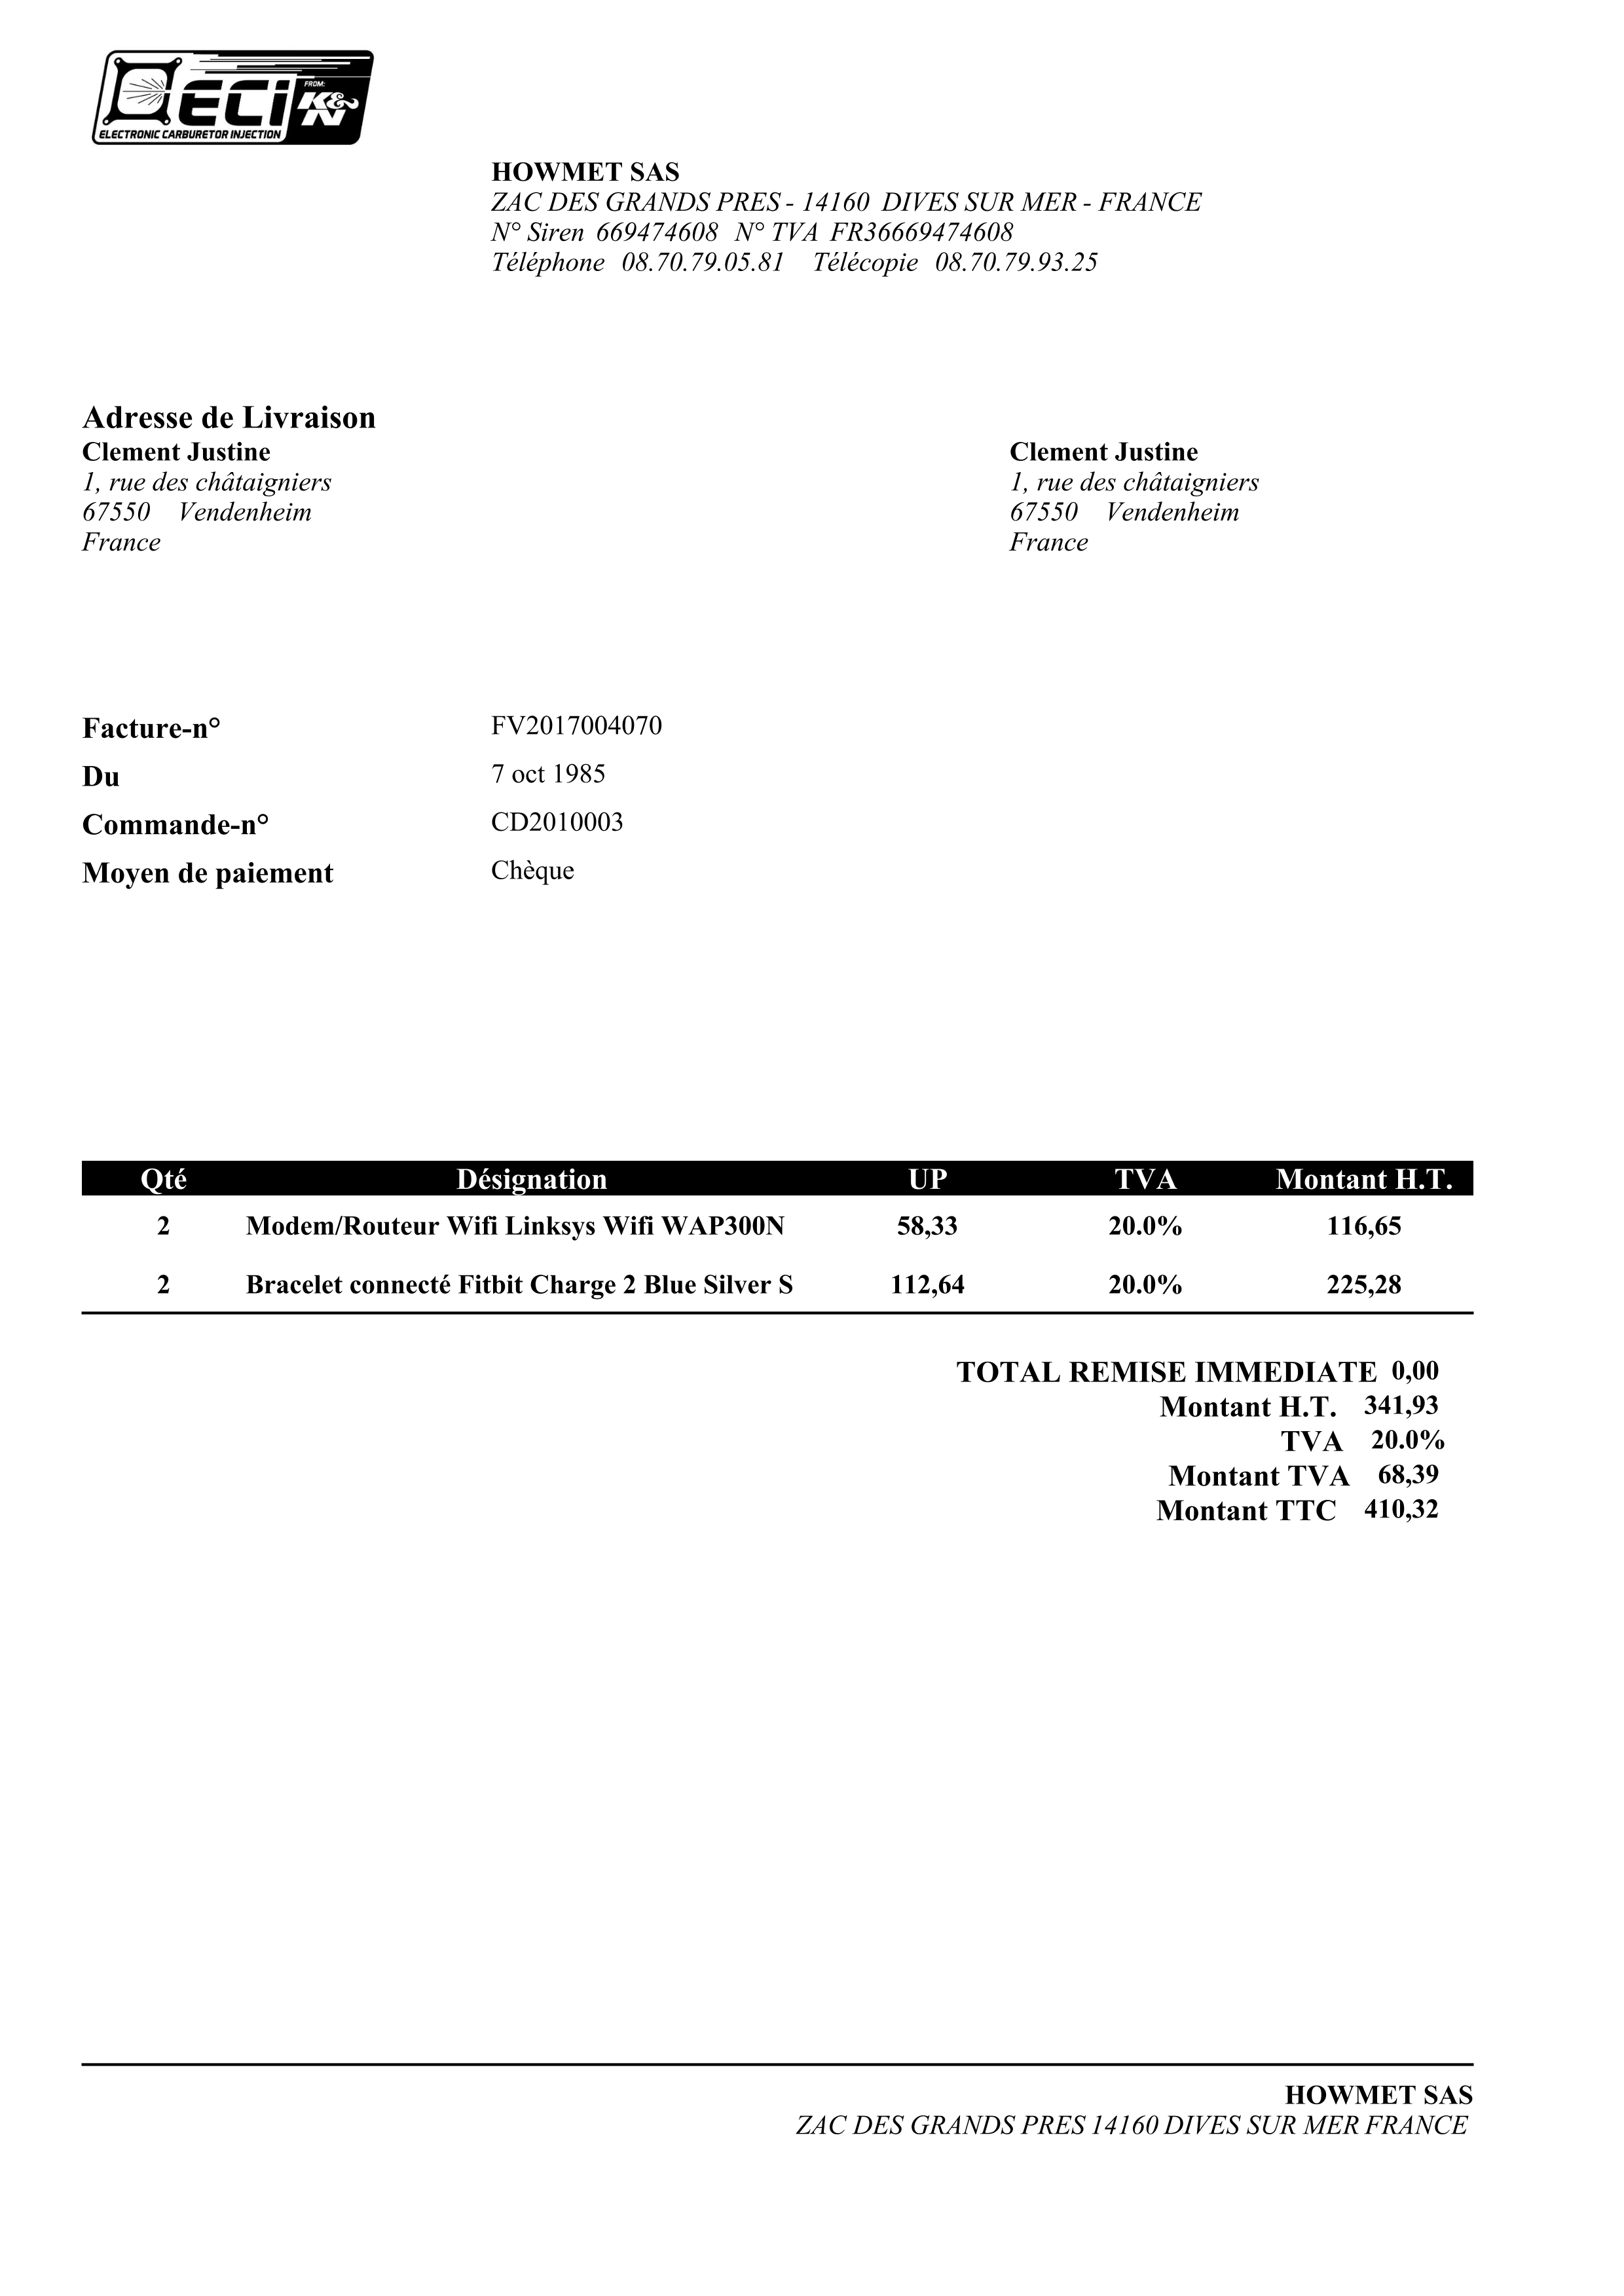 ECi
FROM:
K&N
ELECTRONIC CARBURETOR INJECTION
HOWMET SAS
ZAC DES GRANDS PRES - 14160 DIVES SUR MER - FRANCE
N° Siren 669474608 N° TVA FR36669474608
Téléphone 08.70.79.05.81 Télécopie 08.70.79.93.25
Adresse de Livraison
Clement Justine
1, rue des châtaigniers
67550 Vendenheim
France
Clement Justine
1, rue des châtaigniers
67550 Vendenheim
France
Facture-n° FV2017004070
Du 7 oct 1985
Commande-n° CD2010003
Moyen de paiement Chèque
Qté Désignation UP TVA Montant H.T.
2 Modem/Routeur Wifi Linksys Wifi WAP300N 58,33 20.0% 116,65
2 Bracelet connecté Fitbit Charge 2 Blue Silver S 112,64 20.0% 225,28
TOTAL REMISE IMMEDIATE 0,00
Montant H.T. 341,93
TVA 20.0%
Montant TVA 68,39
Montant TTC 410,32
HOWMET SAS
ZAC DES GRANDS PRES 14160 DIVES SUR MER FRANCE